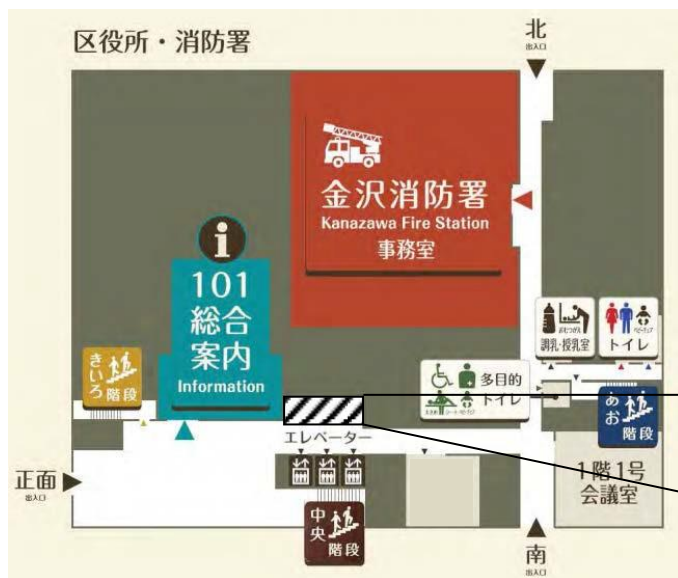 区役所・消防署
北
出入口
金沢消防署
Kanazawa Fire Station
事務室
101
総合
案内
Information
きいろ
階段
調乳・授乳室
トイレ
多目的
トイレ
あお
階段
エレベーター
正面
出入口
中央
階段
1階1号
会議室
南
出入口